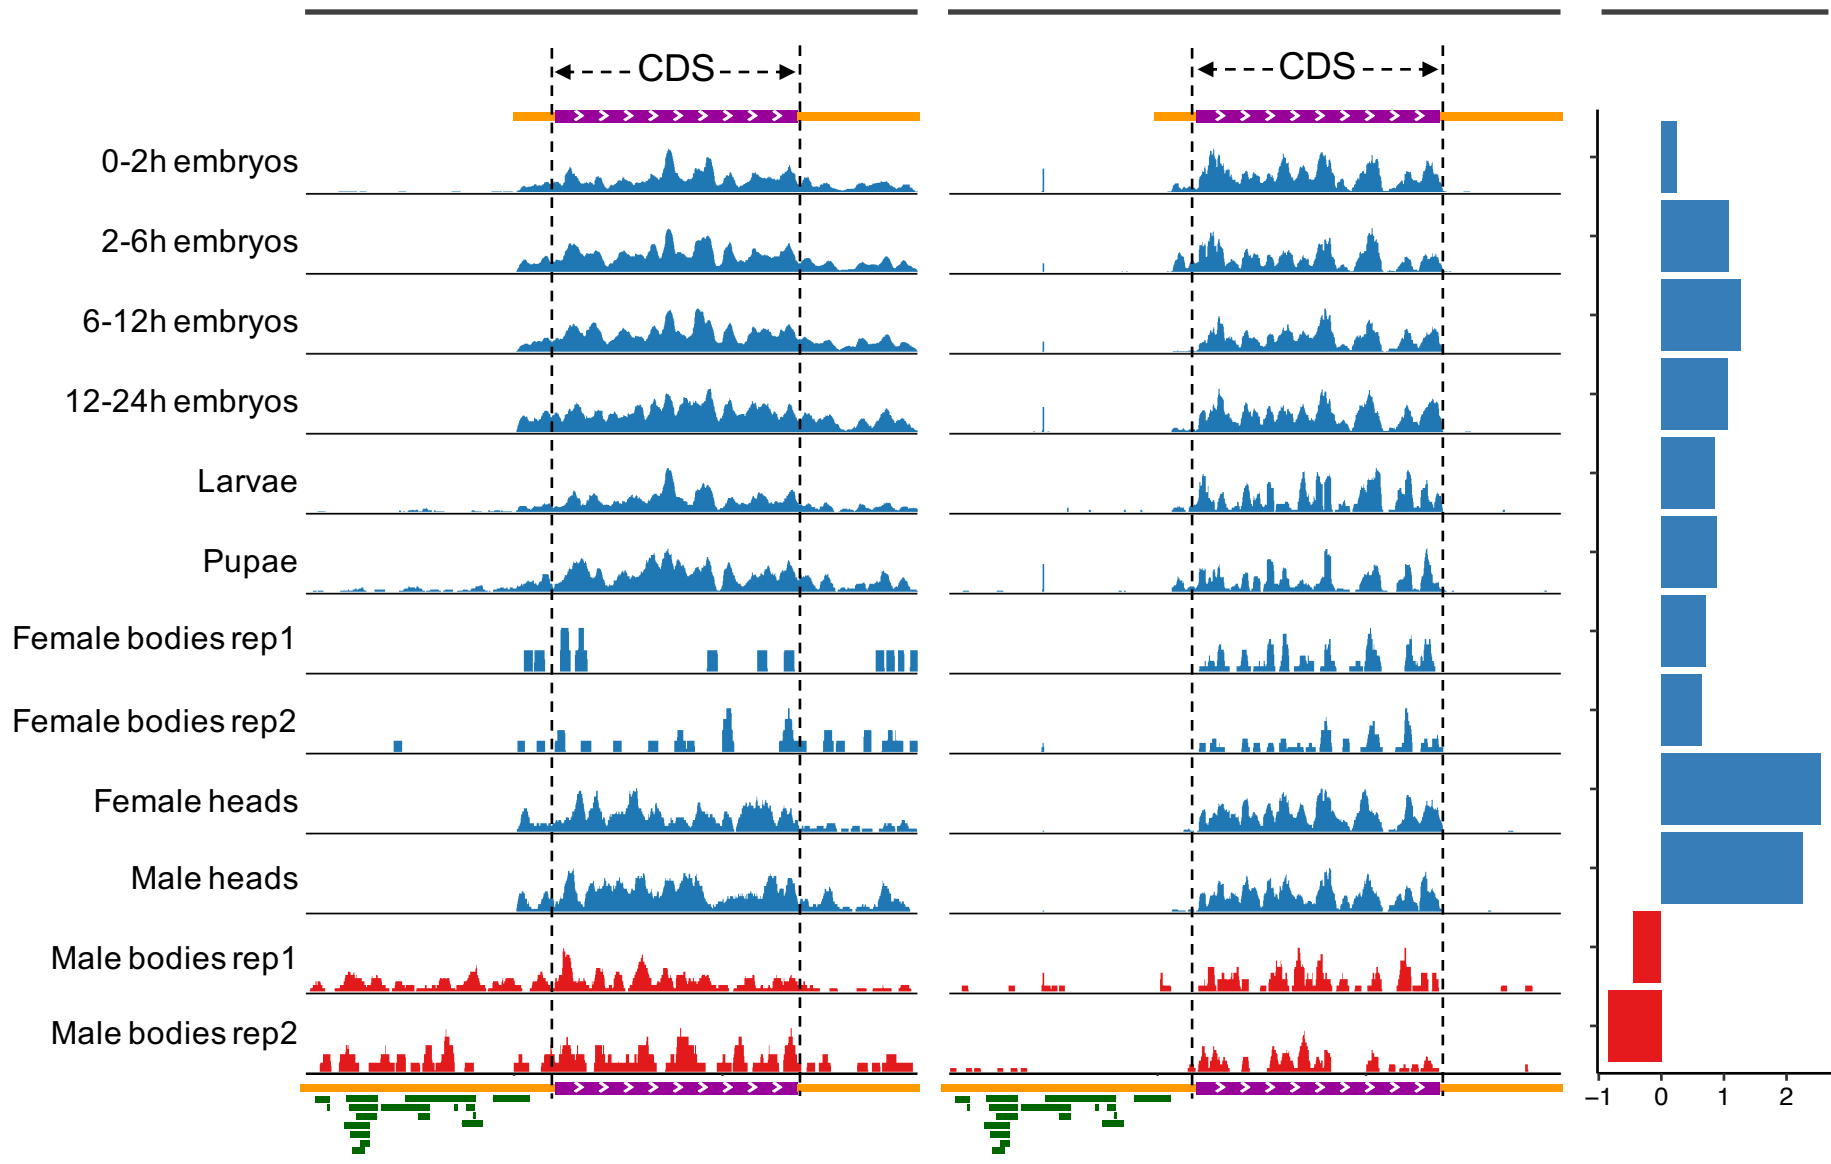 CDS CDS
0-2h embryos
2-6h embryos
6-12h embryos
12-24h embryos
Larvae
Pupae
Female bodies rep1
Female bodies rep2
Female heads
Male heads
Male bodies rep1
Male bodies rep2
−1 0 1 2